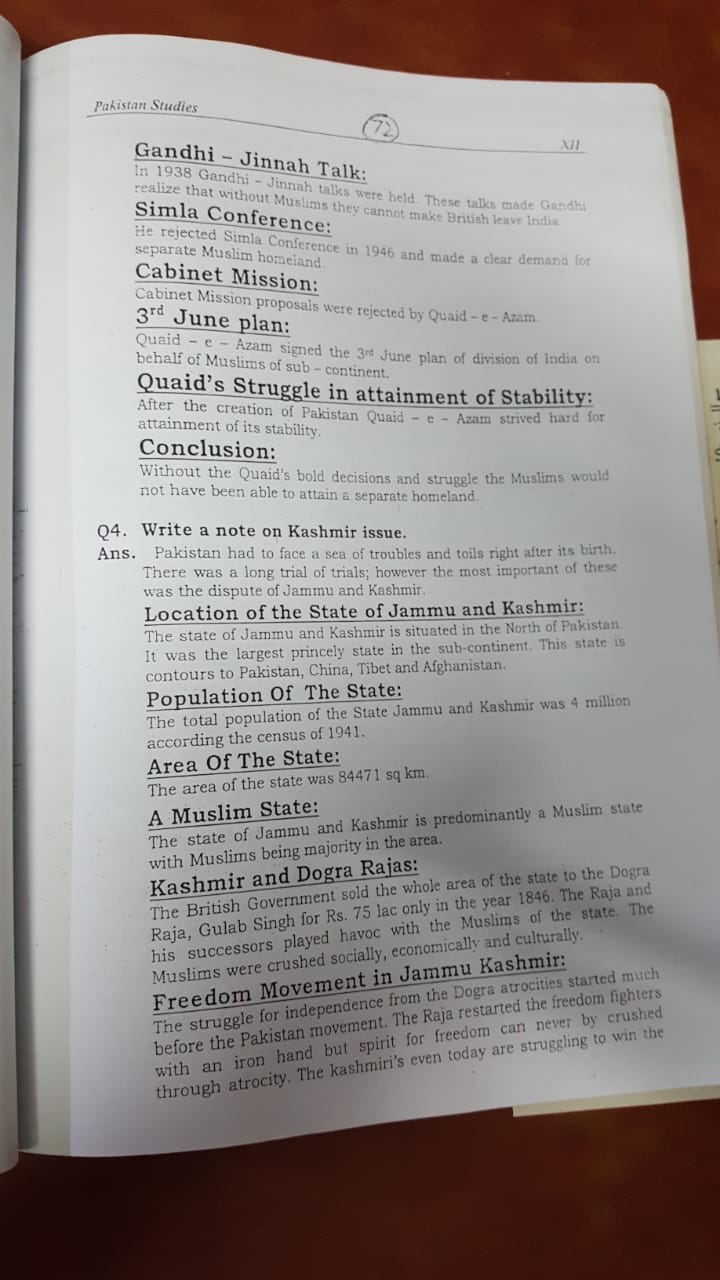 Pakistan Studies
72
XII
Gandhi – Jinnah Talk:
In 1938 Gandhi – Jinnah talks were held. These talks made Gandhi
realize that without Muslims they cannot make British leave India
Simla Conference:
He rejected Simla Conference in 1946 and made a clear demand for
separate Muslim homeland.
Cabinet Mission:
Cabinet Mission proposals were rejected by Quaid – e – Azam.
3rd June plan:
Quaid – e – Azam signed the 3rd June plan of division of India on
behalf of Muslims of sub – continent.
Quaid's Struggle in attainment of Stability:
After the creation of Pakistan Quaid – e – Azam strived hard for
attainment of its stability.
Conclusion:
Without the Quaid's bold decisions and struggle the Muslims would
not have been able to attain a separate homeland.
Q4. Write a note on Kashmir issue.
Ans. Pakistan had to face a sea of troubles and toils right after its birth.
There was a long trial of trials; however the most important of these
was the dispute of Jammu and Kashmir.
Location of the State of Jammu and Kashmir:
The state of Jammu and Kashmir is situated in the North of Pakistan.
It was the largest princely state in the sub-continent. This state is
contours to Pakistan, China, Tibet and Afghanistan.
Population Of The State:
The total population of the State Jammu and Kashmir was 4 million
according the census of 1941.
Area Of The State:
The area of the state was 84471 sq km.
A Muslim State:
The state of Jammu and Kashmir is predominantly a Muslim state
with Muslims being majority in the area.
Kashmir and Dogra Rajas:
The British Government sold the whole area of the state to the Dogra
Raja, Gulab Singh for Rs. 75 lac only in the year 1846. The Raja and
his successors played havoc with the Muslims of the state. The
Muslims were crushed socially, economically and culturally.
Freedom Movement in Jammu Kashmir:
The struggle for independence from the Dogra atrocities started much
before the Pakistan movement. The Raja restarted the freedom fighters
with an iron hand but spirit for freedom can never by crushed
through atrocity. The kashmiri's even today are struggling to win the